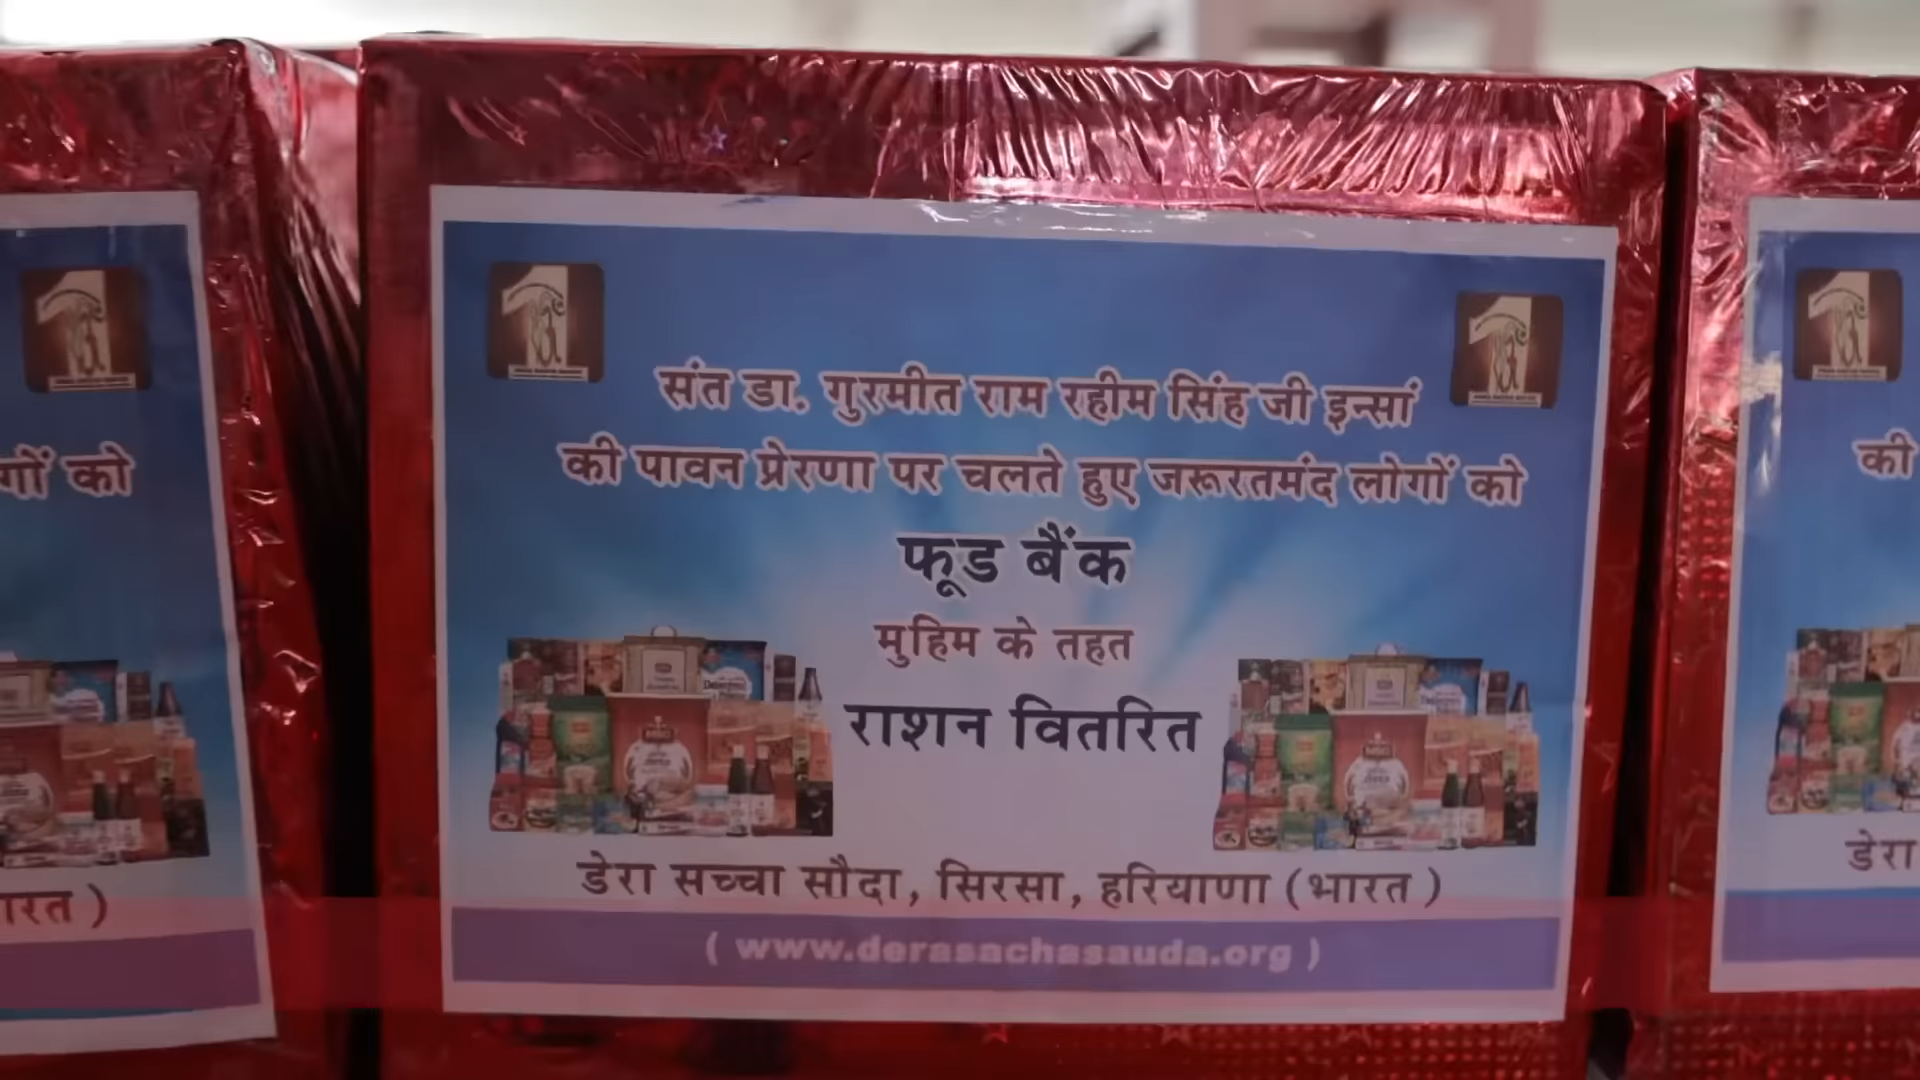 संत डा. गुरमीत राम रहीम सिंह जी इन्सां
की पावन प्रेरणा पर चलते हुए जरूरतमंद लोगों को
फूड बैंक
मुहिम के तहत
राशन वितरित
डेरा सच्चा सौदा, सिरसा, हरियाणा (भारत )
( www.derasachasauda.org )
गों को
ारत )
की
डेरा